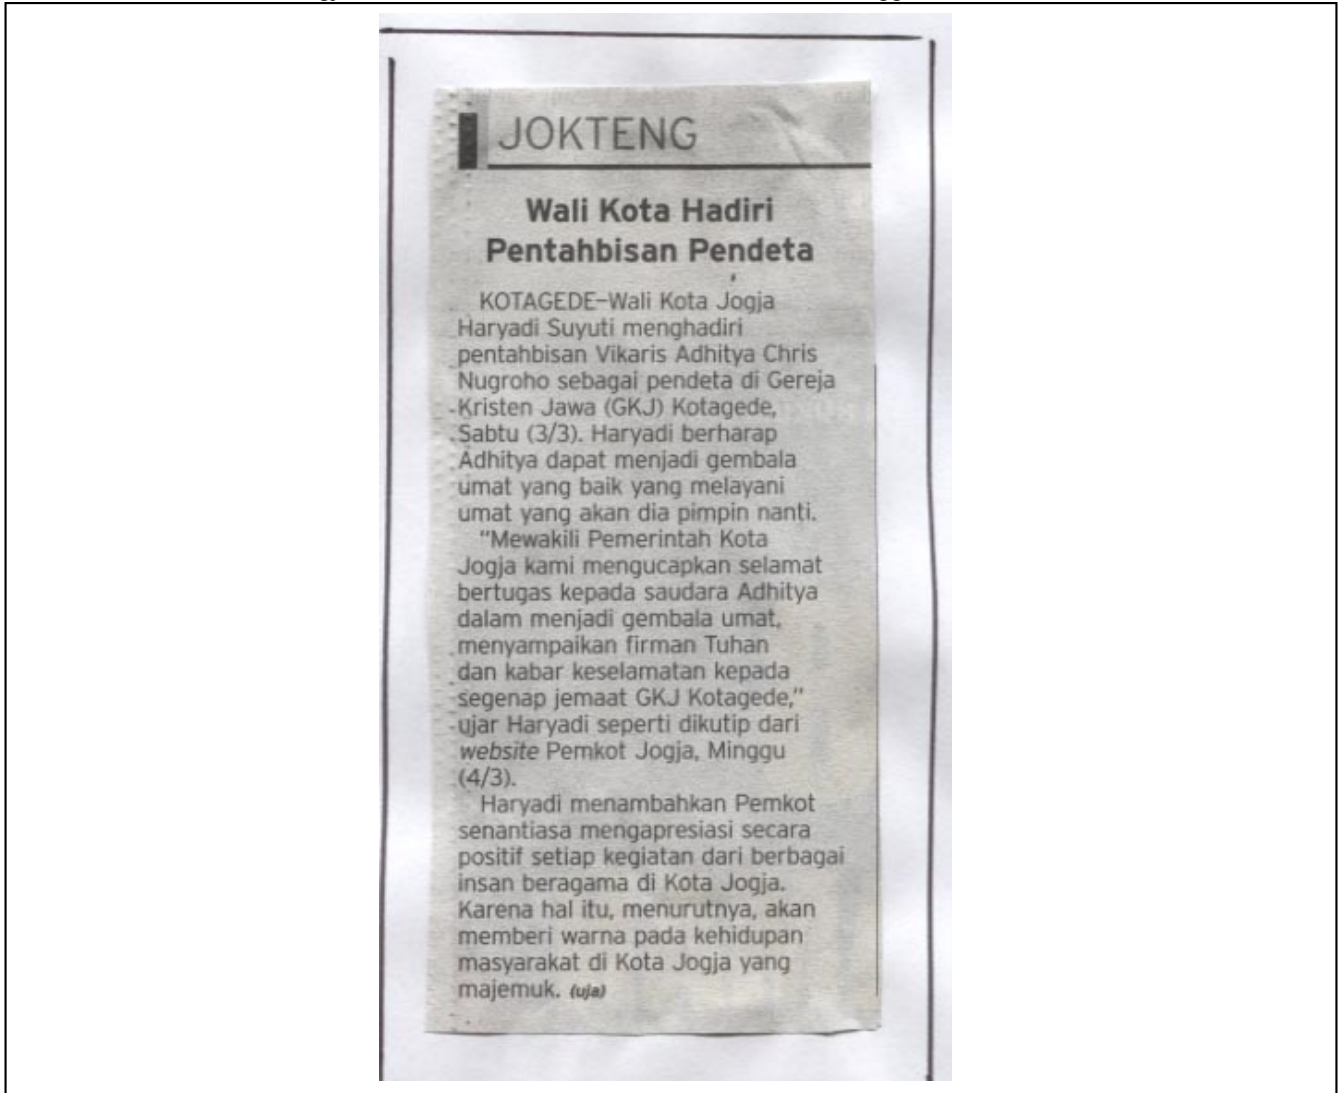 JOKTENG
Wali Kota Hadiri
Pentahbisan Pendeta
KOTAGEDE–Wali Kota Jogja
Haryadi Suyuti menghadiri
pentahbisan Vikaris Adhitya Chris
Nugroho sebagai pendeta di Gereja
Kristen Jawa (GKJ) Kotagede,
Sabtu (3/3). Haryadi berharap
Adhitya dapat menjadi gembala
umat yang baik yang melayani
umat yang akan dia pimpin nanti.
"Mewakili Pemerintah Kota
Jogja kami mengucapkan selamat
bertugas kepada saudara Adhitya
dalam menjadi gembala umat,
menyampaikan firman Tuhan
dan kabar keselamatan kepada
segenap jemaat GKJ Kotagede,"
ujar Haryadi seperti dikutip dari
website Pemkot Jogja, Minggu
(4/3).
Haryadi menambahkan Pemkot
senantiasa mengapresiasi secara
positif setiap kegiatan dari berbagai
insan beragama di Kota Jogja.
Karena hal itu, menurutnya, akan
memberi warna pada kehidupan
masyarakat di Kota Jogja yang
majemuk. (uja)